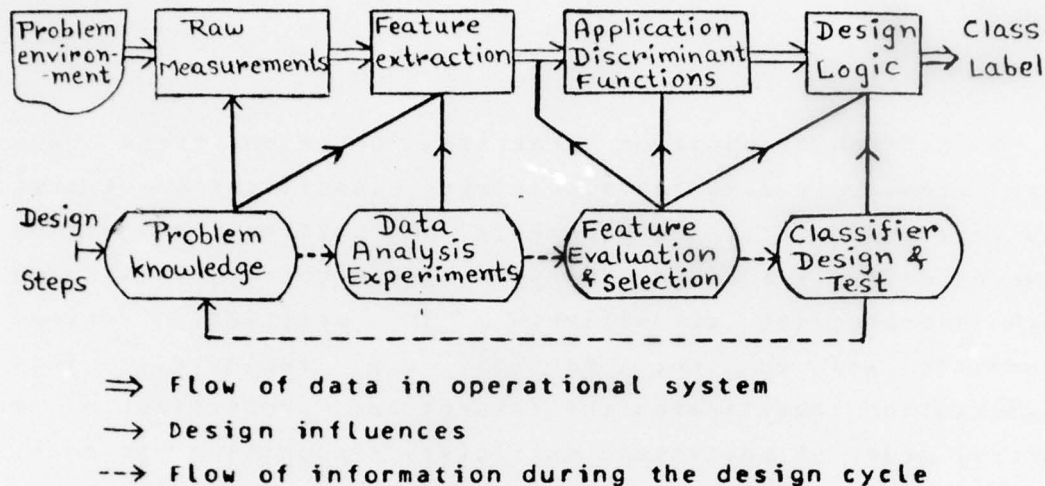 Problem
environ-
-ment
Raw
Measurements
Feature
extraction
Application
Discriminant
Functions
Design
Logic
Class
Label
Design
Steps
Problem
knowledge
Data
Analysis
Experiments
Feature
Evaluation
& Selection
Classifier
Design &
Test
⇒ Flow of data in operational system
→ Design influences
--→ Flow of information during the design cycle